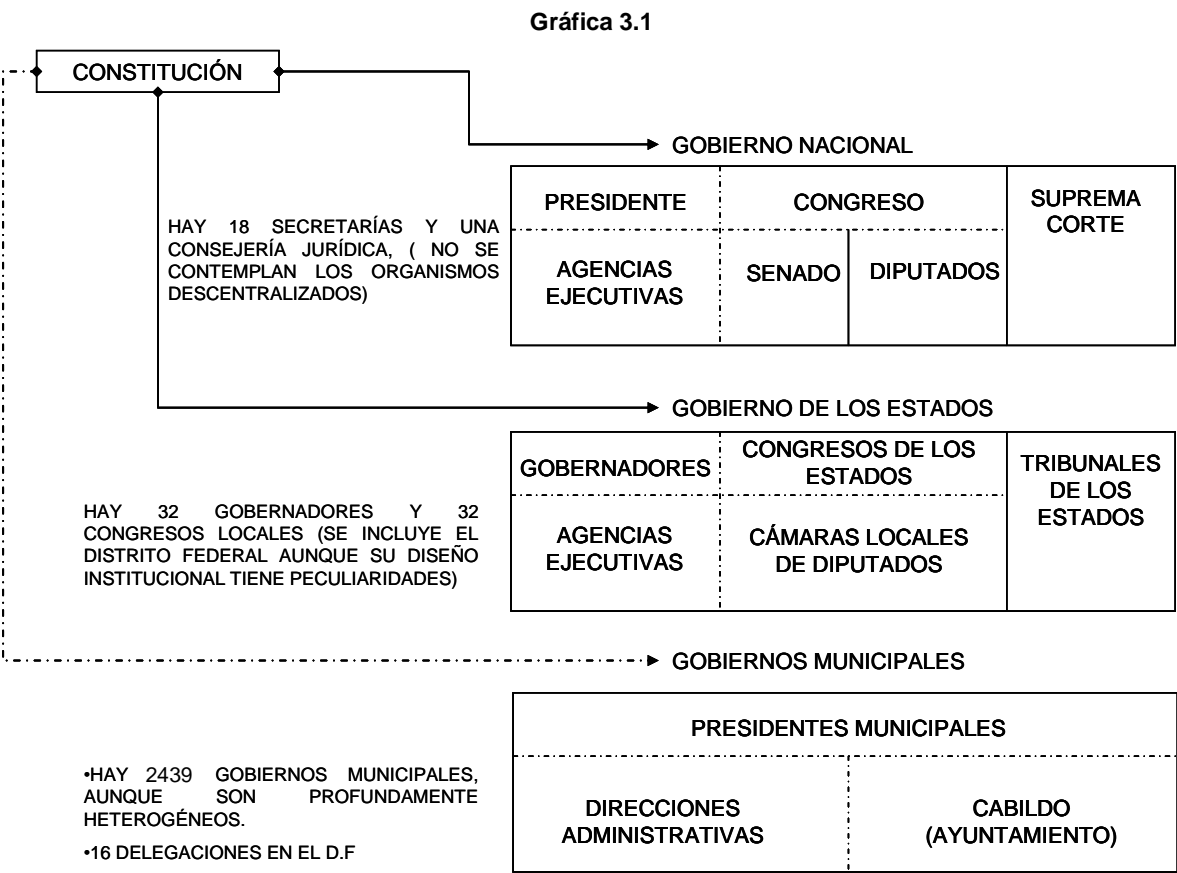 Gráfica 3.1
CONSTITUCIÓN
GOBIERNO NACIONAL
HAY 18 SECRETARÍAS Y UNA
CONSEJERÍA JURÍDICA, ( NO SE
CONTEMPLAN LOS ORGANISMOS
DESCENTRALIZADOS)
PRESIDENTE
AGENCIAS
EJECUTIVAS
CONGRESO
SENADO
DIPUTADOS
SUPREMA
CORTE
GOBIERNO DE LOS ESTADOS
HAY 32 GOBERNADORES Y 32
CONGRESOS LOCALES (SE INCLUYE EL
DISTRITO FEDERAL AUNQUE SU DISEÑO
INSTITUCIONAL TIENE PECULIARIDADES)
GOBERNADORES
AGENCIAS
EJECUTIVAS
CONGRESOS DE LOS
ESTADOS
CÁMARAS LOCALES
DE DIPUTADOS
TRIBUNALES
DE LOS
ESTADOS
GOBIERNOS MUNICIPALES
•HAY 2439 GOBIERNOS MUNICIPALES,
AUNQUE SON PROFUNDAMENTE
HETEROGÉNEOS.
•16 DELEGACIONES EN EL D.F
PRESIDENTES MUNICIPALES
DIRECCIONES
ADMINISTRATIVAS
CABILDO
(AYUNTAMIENTO)